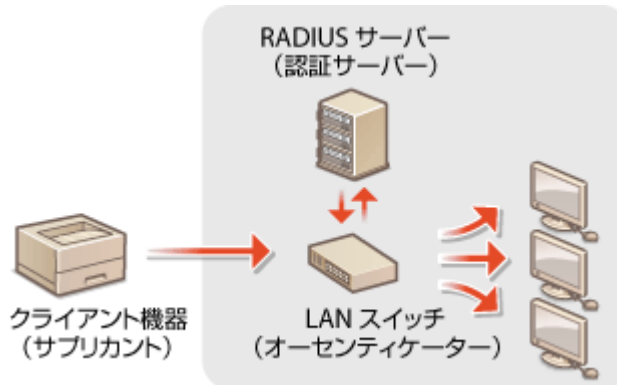 RADIUS サーバー
（認証サーバー）
クライアント機器
（サプリカント）
LAN スイッチ
（オーセンティケーター）